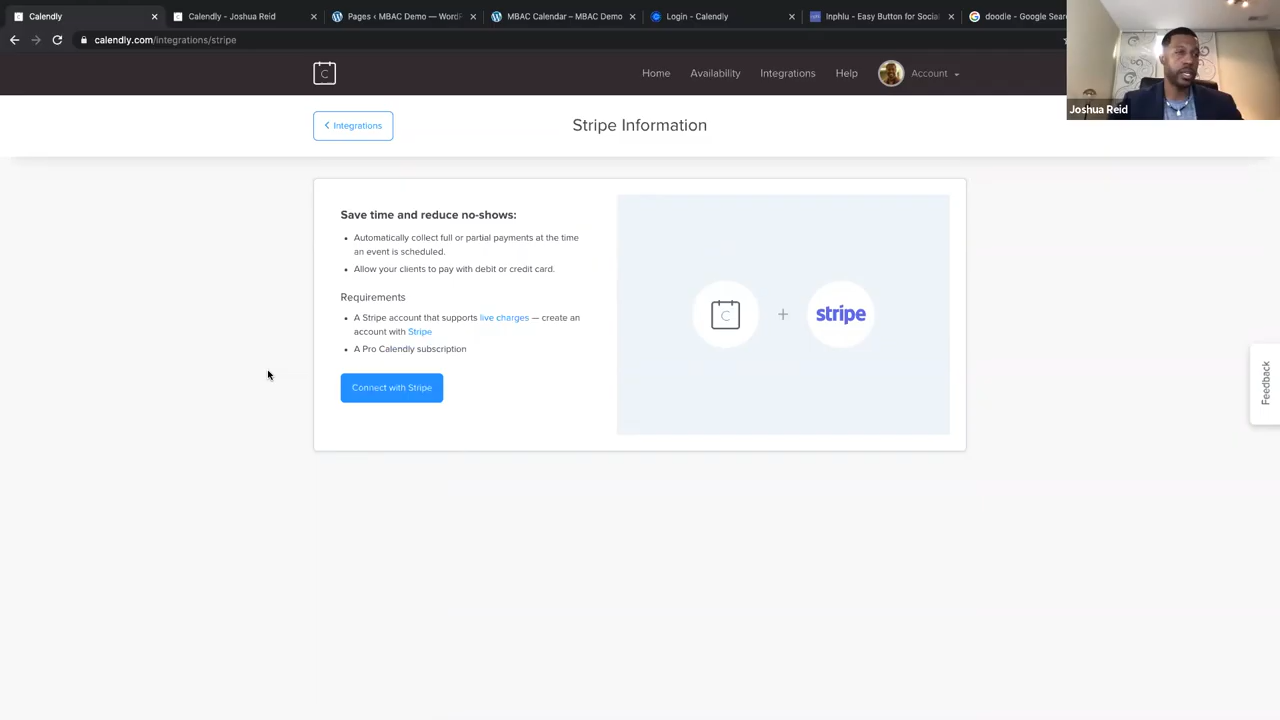 Calendly
Calendly - Joshua Reid
Pages ‹ MBAC Demo — WordP
MBAC Calendar – MBAC Demo
Login - Calendly
Inphlu - Easy Button for Social
doodle - Google Sear
calendly.com/integrations/stripe
C
Home
Availability
Integrations
Help
Account
Joshua Reid
Integrations
Stripe Information
Save time and reduce no-shows:
• Automatically collect full or partial payments at the time
an event is scheduled.
• Allow your clients to pay with debit or credit card.
Requirements
• A Stripe account that supports live charges — create an
account with Stripe
• A Pro Calendly subscription
Connect with Stripe
C + stripe
Feedback